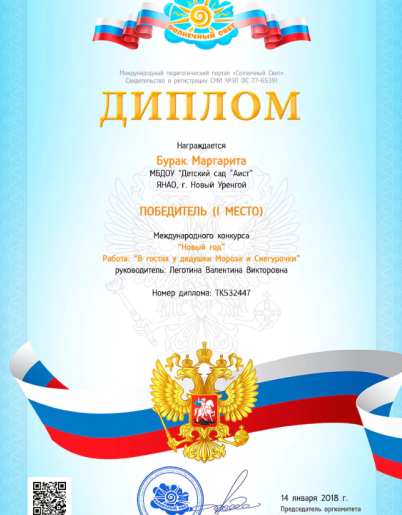 СОЛНЕЧНЫЙ СВЕТ
Международный педагогический портал «Солнечный Свет»
Свидетельство о регистрации СМИ №ЭЛ ФС 77-65391
ДИПЛОМ
Награждается
Бурак Маргарита
МБДОУ "Детский сад "Аист"
ЯНАО, г. Новый Уренгой
ПОБЕДИТЕЛЬ (I МЕСТО)
Международного конкурса
"Новый год"
Работа: "В гостях у дедушки Мороза и Снегурочки"
руководитель: Леготина Валентина Викторовна
Номер диплома: TK532447
14 января 2018 г.
Председатель оргкомитета